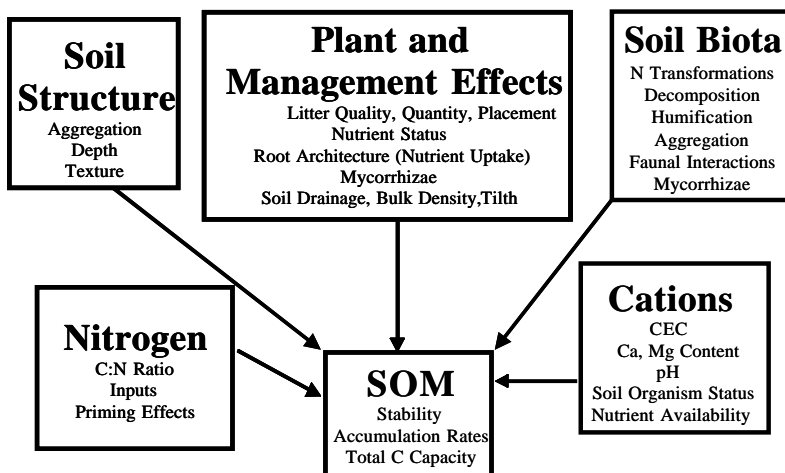 Soil
Structure
Aggregation
Depth
Texture
Plant and
Management Effects
Litter Quality, Quantity, Placement
Nutrient Status
Root Architecture (Nutrient Uptake)
Mycorrhizae
Soil Drainage, Bulk Density,Tilth
Soil Biota
N Transformations
Decomposition
Humification
Aggregation
Faunal Interactions
Mycorrhizae
Nitrogen
C:N Ratio
Inputs
Priming Effects
SOM
Stability
Accumulation Rates
Total C Capacity
Cations
CEC
Ca, Mg Content
pH
Soil Organism Status
Nutrient Availability